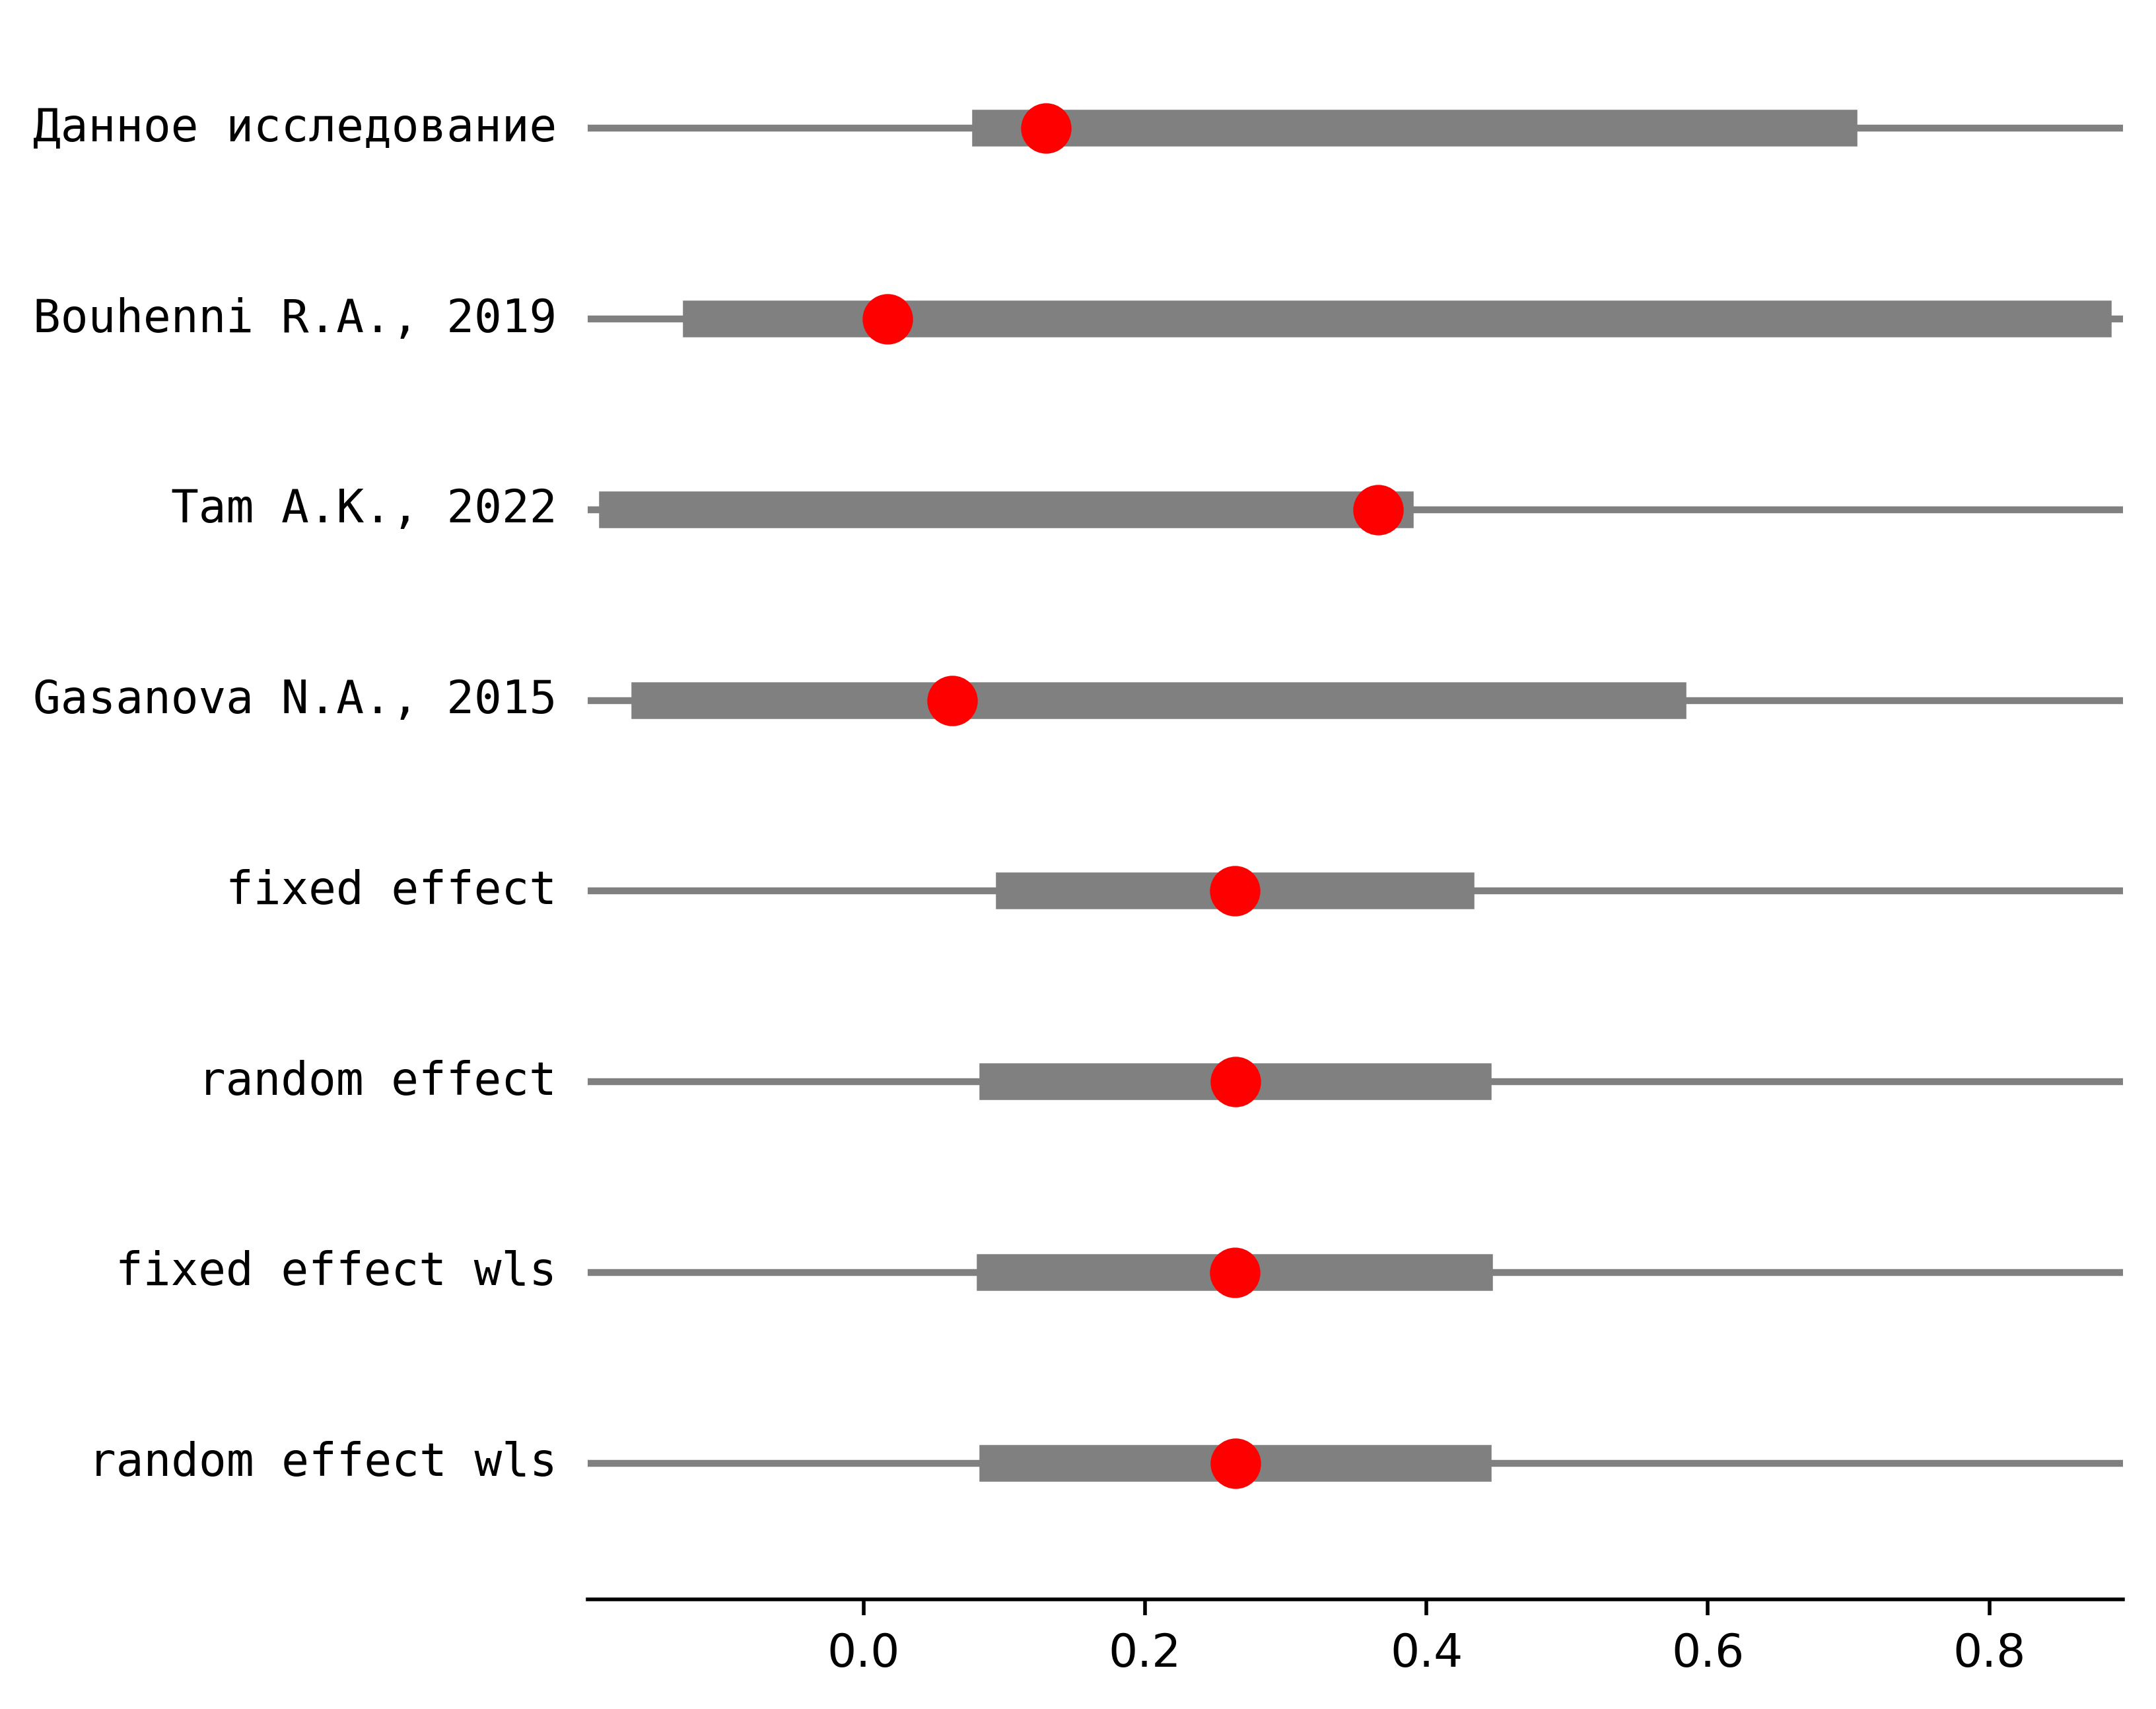 Данное исследование
Bouhenni R.A., 2019
Tam A.K., 2022
Gasanova N.A., 2015
fixed effect
random effect
fixed effect wls
random effect wls
0.0 0.2 0.4 0.6 0.8